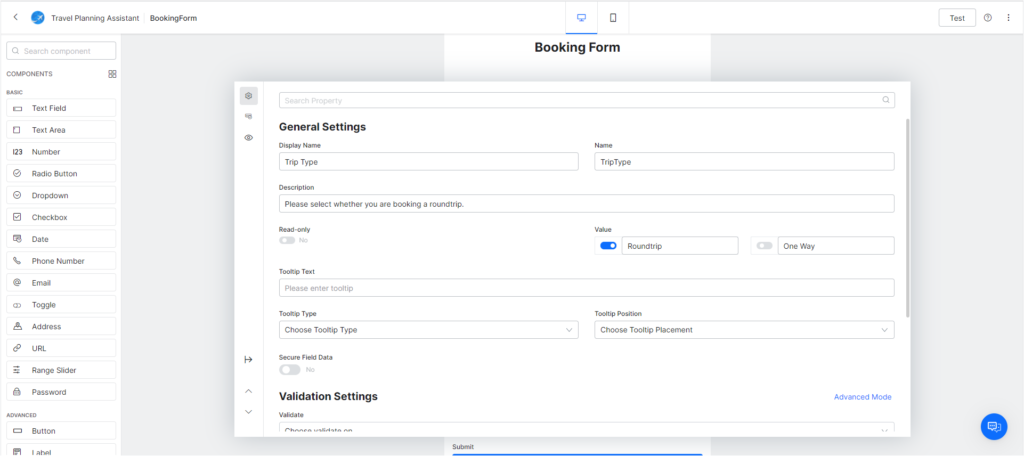 Travel Planning Assistant
BookingForm
Test
Search component
COMPONENTS
BASIC
Text Field
Text Area
123 Number
Radio Button
Dropdown
Checkbox
Date
Phone Number
Email
Toggle
Address
URL
Range Slider
Password
ADVANCED
Button
Label
Booking Form
Search Property
General Settings
Display Name
Name
Trip Type
TripType
Description
Please select whether you are booking a roundtrip.
Read-only
Value
No
Roundtrip
One Way
Tooltip Text
Please enter tooltip
Tooltip Type
Tooltip Position
Choose Tooltip Type
Choose Tooltip Placement
Secure Field Data
No
Validation Settings
Advanced Mode
Validate
Choose validate on
Submit